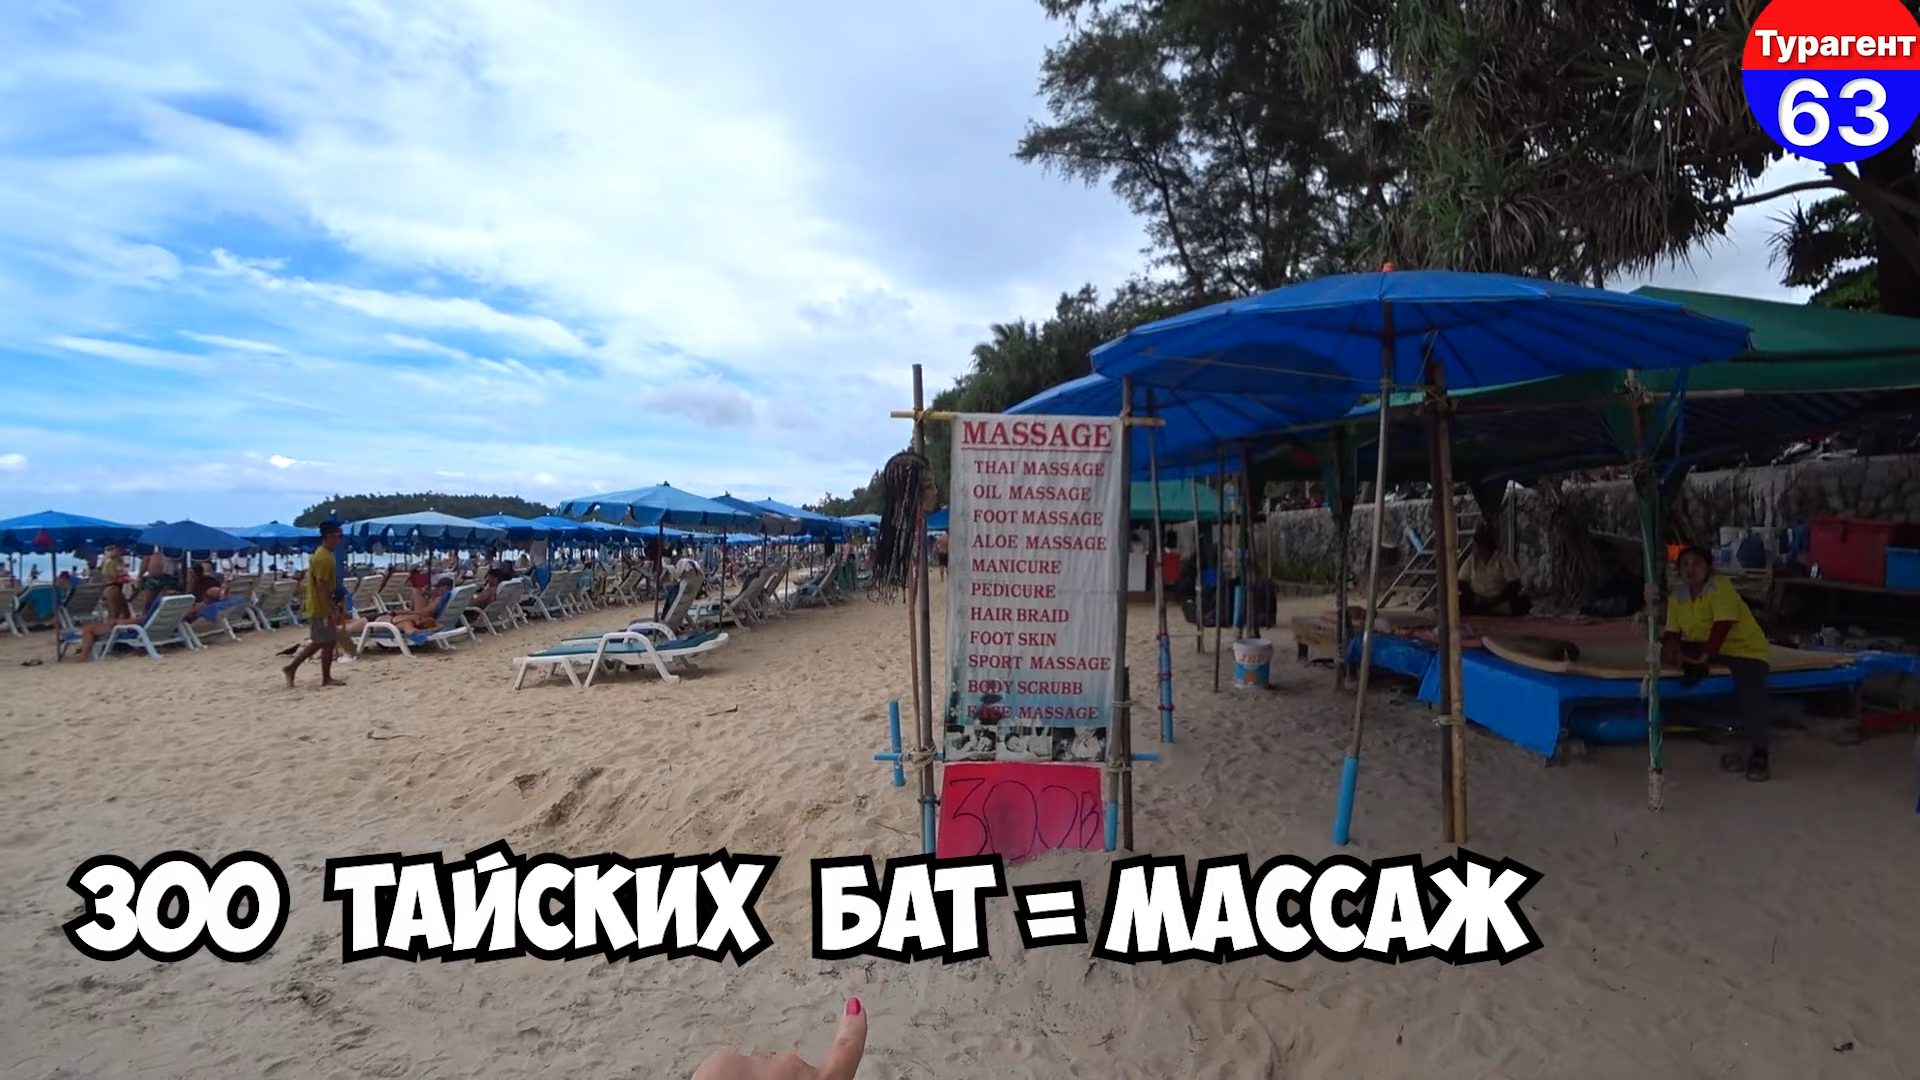 Турагент
63
MASSAGE
THAI MASSAGE
OIL MASSAGE
FOOT MASSAGE
ALOE MASSAGE
MANICURE
PEDICURE
HAIR BRAID
FOOT SKIN
SPORT MASSAGE
BODY SCRUBB
FACE MASSAGE
300B
300 ТАЙСКИХ БАТ = МАССАЖ